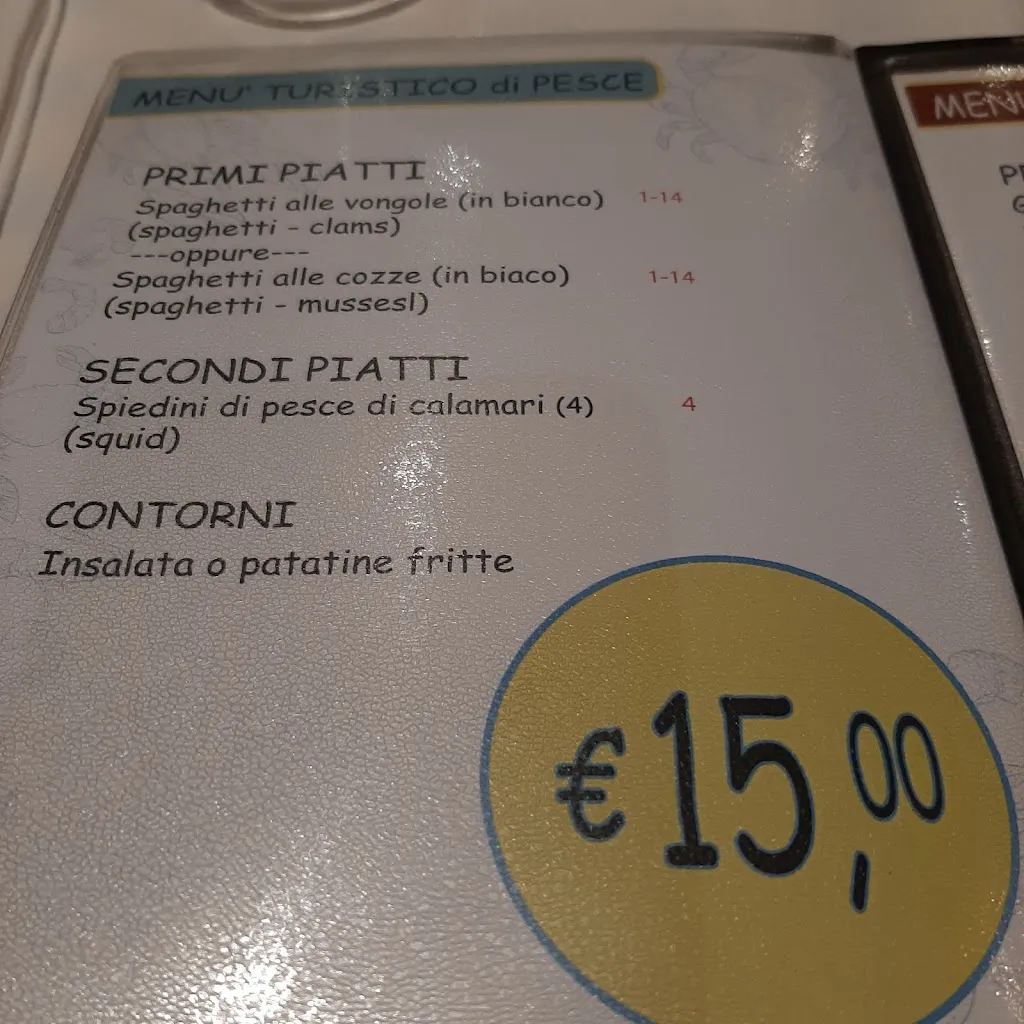 MENU' TURISTICO di PESCE
PRIMI PIATTI
Spaghetti alle vongole (in bianco) 1-14
(spaghetti - clams)
---oppure---
Spaghetti alle cozze (in biaco) 1-14
(spaghetti - mussesl)
SECONDI PIATTI
Spiedini di pesce di calamari (4) 4
(squid)
CONTORNI
Insalata o patatine fritte
€ 15,00